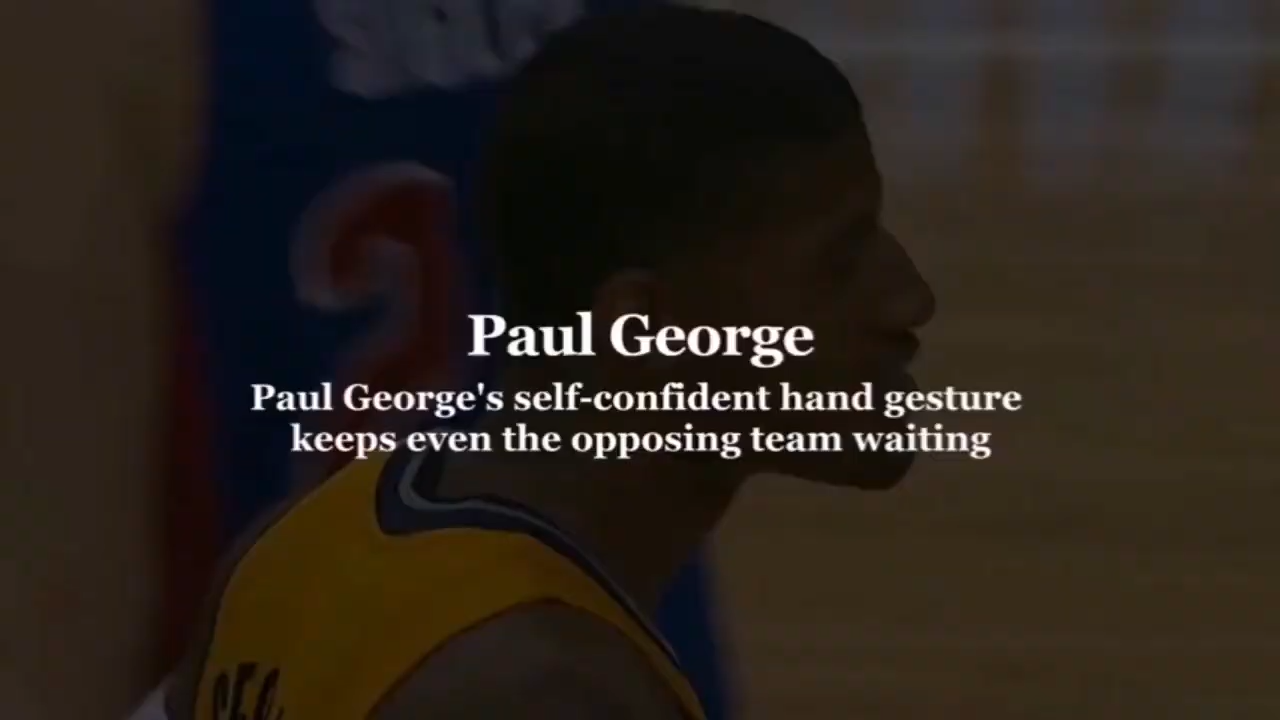 Paul George
Paul George's self-confident hand gesture
keeps even the opposing team waiting